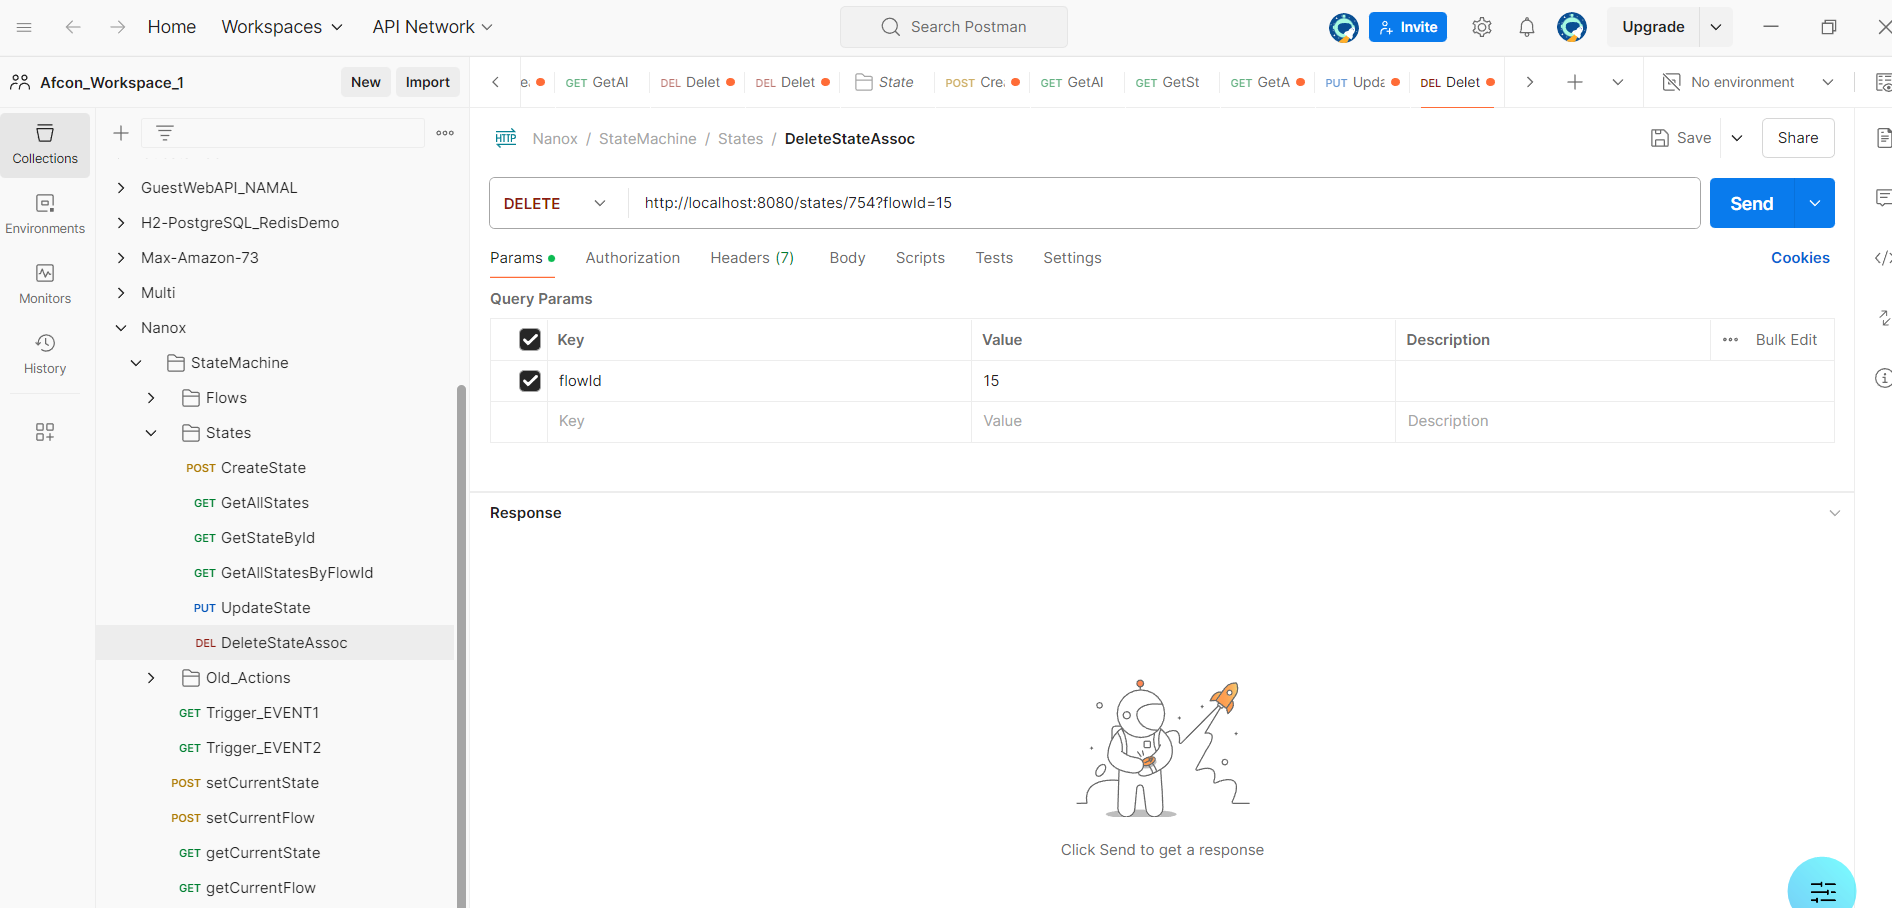 Home Workspaces API Network Search Postman Invite Upgrade
Afcon_Workspace_1 New Import
GET GetAl DEL Delet DEL Delet State POST Cre GET GetAl GET GetSt GET GetA PUT Upda DEL Delet No environment
Collections
Environments
Monitors
History
GuestWebAPI_NAMAL
H2-PostgreSQL_RedisDemo
Max-Amazon-73
Multi
Nanox
StateMachine
Flows
States
POST CreateState
GET GetAllStates
GET GetStateById
GET GetAllStatesByFlowId
PUT UpdateState
DEL DeleteStateAssoc
Old_Actions
GET Trigger_EVENT1
GET Trigger_EVENT2
POST setCurrentState
POST setCurrentFlow
GET getCurrentState
GET getCurrentFlow
HTTP Nanox / StateMachine / States / DeleteStateAssoc Save Share
DELETE http://localhost:8080/states/754?flowId=15 Send
Params Authorization Headers (7) Body Scripts Tests Settings Cookies
Query Params
Key Value Description Bulk Edit
flowId 15
Key Value Description
Response
Click Send to get a response